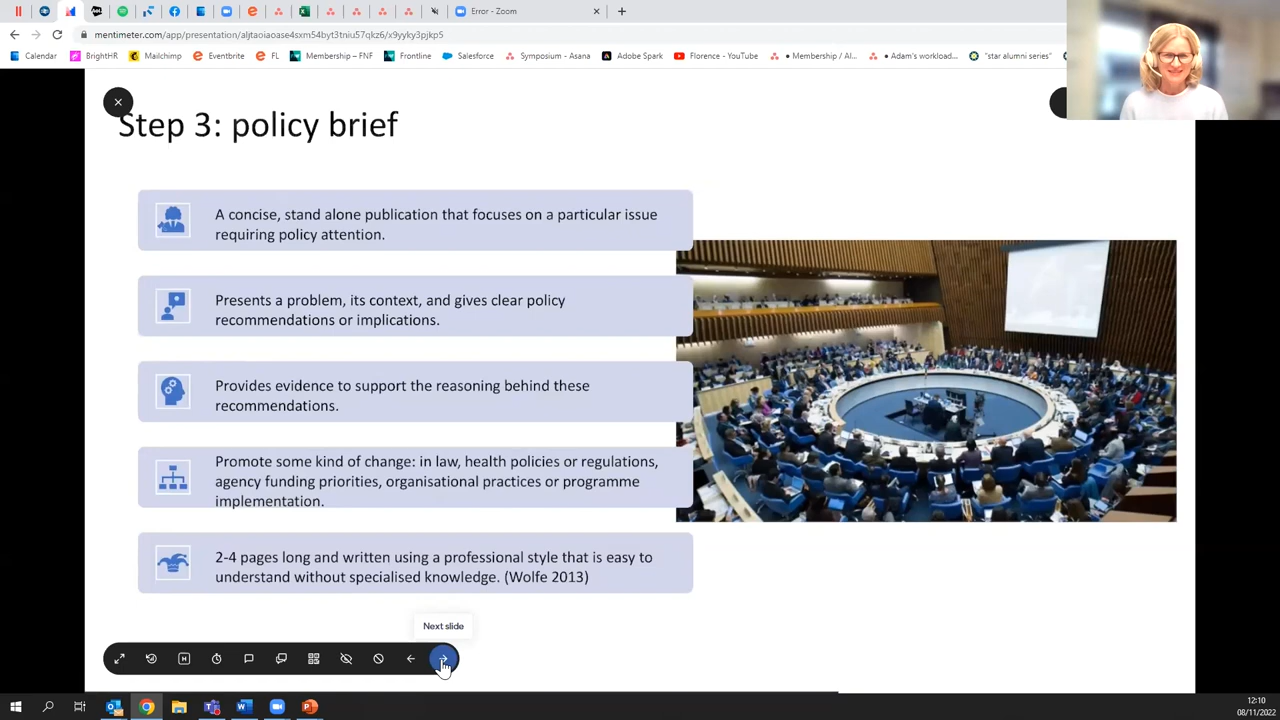 Error - Zoom
mentimeter.com/app/presentation/aljtaoiaoase4sxm54byt3tniu57qkz6/x9yyky3pjkp5
Calendar
BrightHR
Mailchimp
Eventbrite
FL
Membership – FNF
Frontline
Salesforce
Symposium - Asana
Adobe Spark
Florence - YouTube
• Membership / Al...
• Adam's workload...
"star alumni series"
Step 3: policy brief
A concise, stand alone publication that focuses on a particular issue
requiring policy attention.
Presents a problem, its context, and gives clear policy
recommendations or implications.
Provides evidence to support the reasoning behind these
recommendations.
Promote some kind of change: in law, health policies or regulations,
agency funding priorities, organisational practices or programme
implementation.
2-4 pages long and written using a professional style that is easy to
understand without specialised knowledge. (Wolfe 2013)
Next slide
12:10
08/11/2022